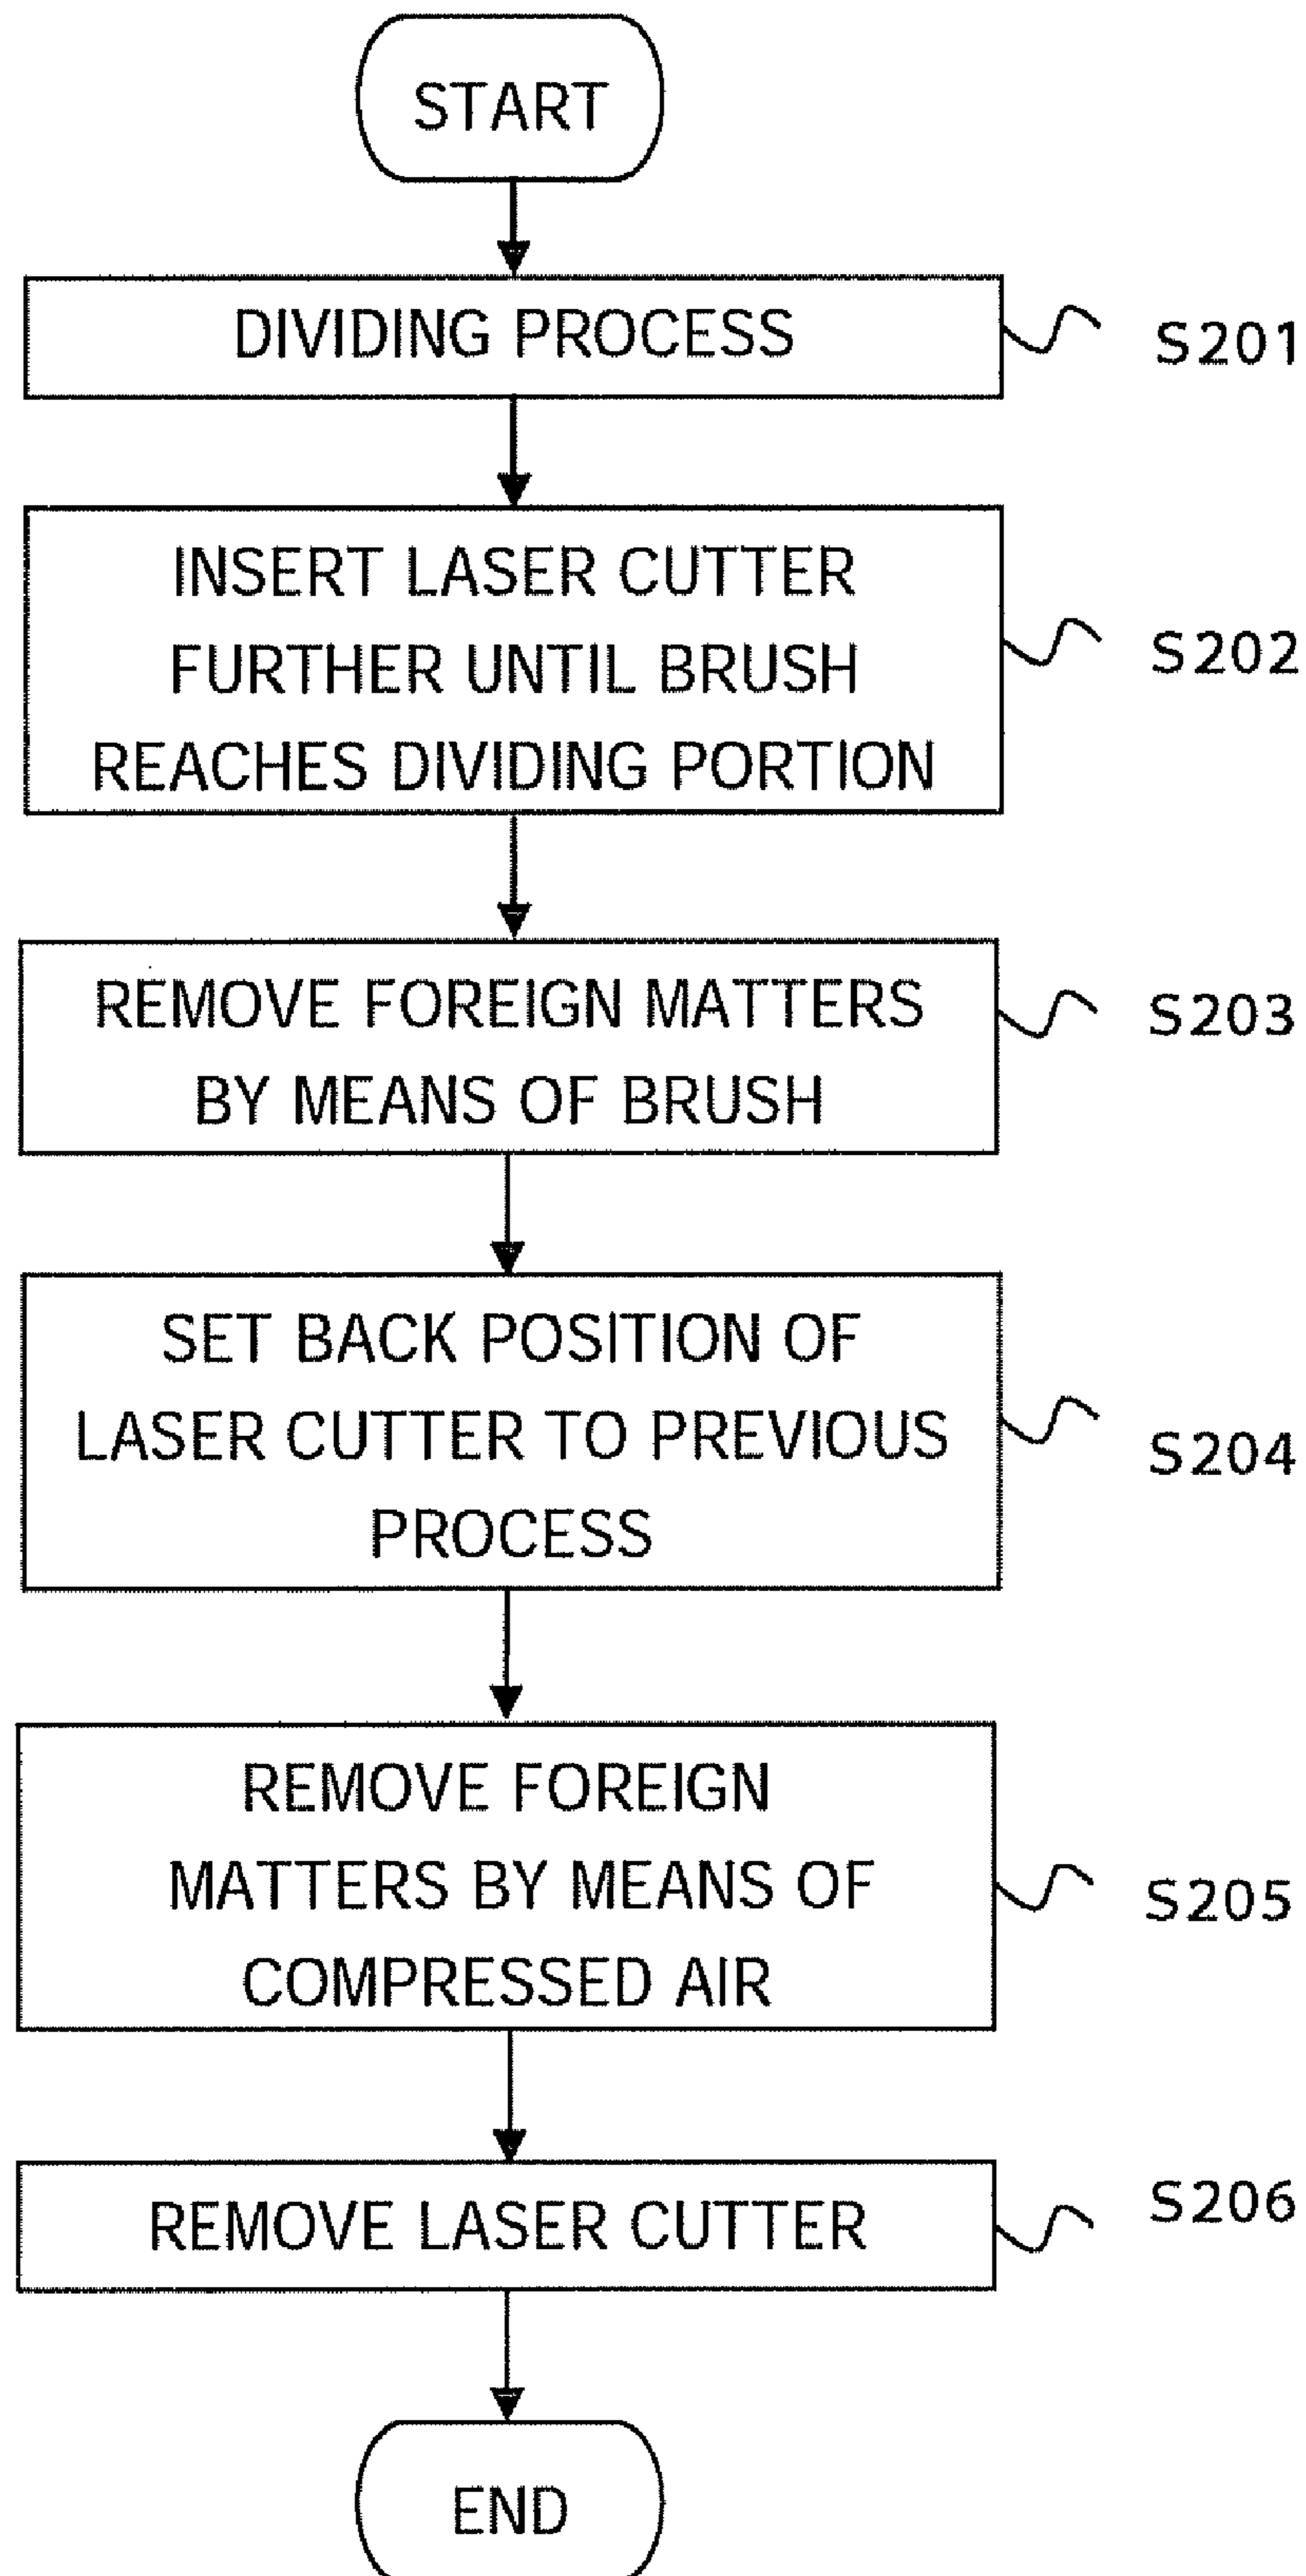 START
DIVIDING PROCESS
S201
INSERT LASER CUTTER
FURTHER UNTIL BRUSH
REACHES DIVIDING PORTION
S202
REMOVE FOREIGN MATTERS
BY MEANS OF BRUSH
S203
SET BACK POSITION OF
LASER CUTTER TO PREVIOUS
PROCESS
S204
REMOVE FOREIGN
MATTERS BY MEANS OF
COMPRESSED AIR
S205
REMOVE LASER CUTTER
S206
END